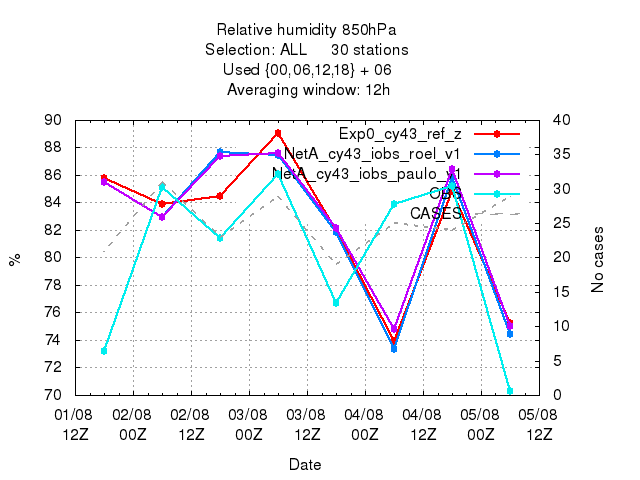 Relative humidity 850hPa
Selection: ALL 30 stations
Used {00,06,12,18} + 06
Averaging window: 12h
90
88
86
84
82
80
78
76
74
72
70
%
Exp0_cy43_ref_z
NetA_cy43_iobs_roel_v1
NetA_cy43_iobs_paulo_v1
OBS
CASES
40
35
30
25
20
15
10
5
0
No cases
01/08 02/08 02/08 03/08 03/08 04/08 04/08 05/08 05/08
12Z 00Z 12Z 00Z 12Z 00Z 12Z 00Z 12Z
Date